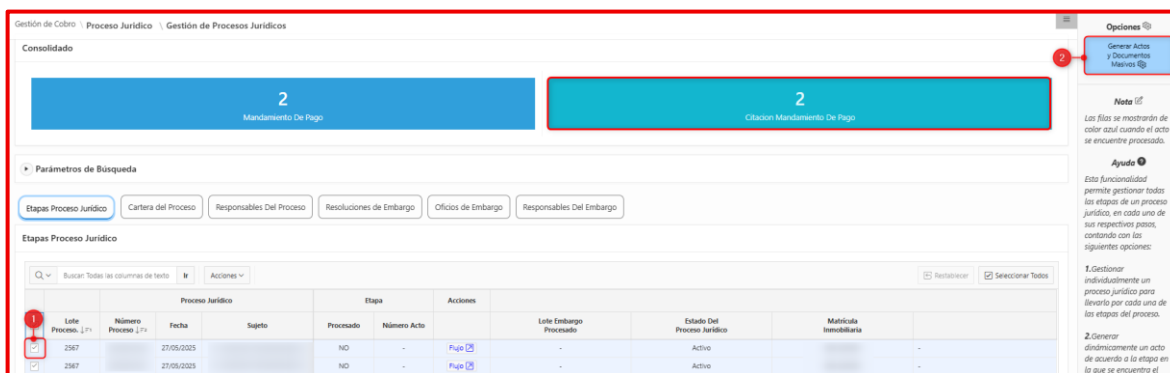 Gestión de Cobro \ Proceso Jurídico \ Gestión de Procesos Jurídicos
Consolidado
2
Mandamiento De Pago
2
Citacion Mandamiento De Pago
Parámetros de Búsqueda
Etapas Proceso Jurídico
Cartera del Proceso
Responsables Del Proceso
Resoluciones de Embargo
Oficios de Embargo
Responsables Del Embargo
Etapas Proceso Jurídico
Buscar: Todas las columnas de texto
Ir
Acciones
Restablecer
Seleccionar Todos
Proceso Jurídico
Etapa
Acciones
1
Lote Proceso.
Número Proceso
Fecha
Sujeto
Procesado
Número Acto
Lote Embargo Procesado
Estado Del Proceso Jurídico
Matrícula Inmobiliaria
2567 27/05/2025 NO - Flujo - Activo -
2567 27/05/2025 NO - Flujo - Activo -
Opciones
2
Generar Actos
y Documentos
Masivos
Nota
Las filas se mostrarán de
color azul cuando el acto
se encuentre procesado.
Ayuda
Esta funcionalidad
permite gestionar todas
las etapas de un proceso
jurídico, en cada uno de
sus respectivos pasos,
contando con las
siguientes opciones:
1.Gestionar
individualmente un
proceso jurídico para
llevarlo por cada una de
las etapas del proceso.
2.Generar
dinámicamente un acto
de acuerdo a la etapa en
la que se encuentra el